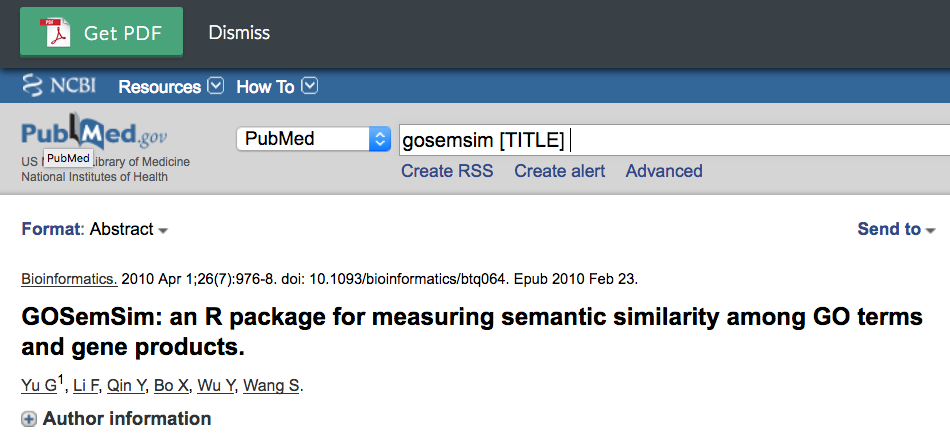 Get PDF Dismiss
NCBI Resources How To
PubMed.gov
PubMed gosemsim [TITLE]
US PubMed Library of Medicine
National Institutes of Health
Create RSS Create alert Advanced
Format: Abstract Send to
Bioinformatics. 2010 Apr 1;26(7):976-8. doi: 10.1093/bioinformatics/btq064. Epub 2010 Feb 23.
GOSemSim: an R package for measuring semantic similarity among GO terms
and gene products.
Yu G1, Li F, Qin Y, Bo X, Wu Y, Wang S.
Author information